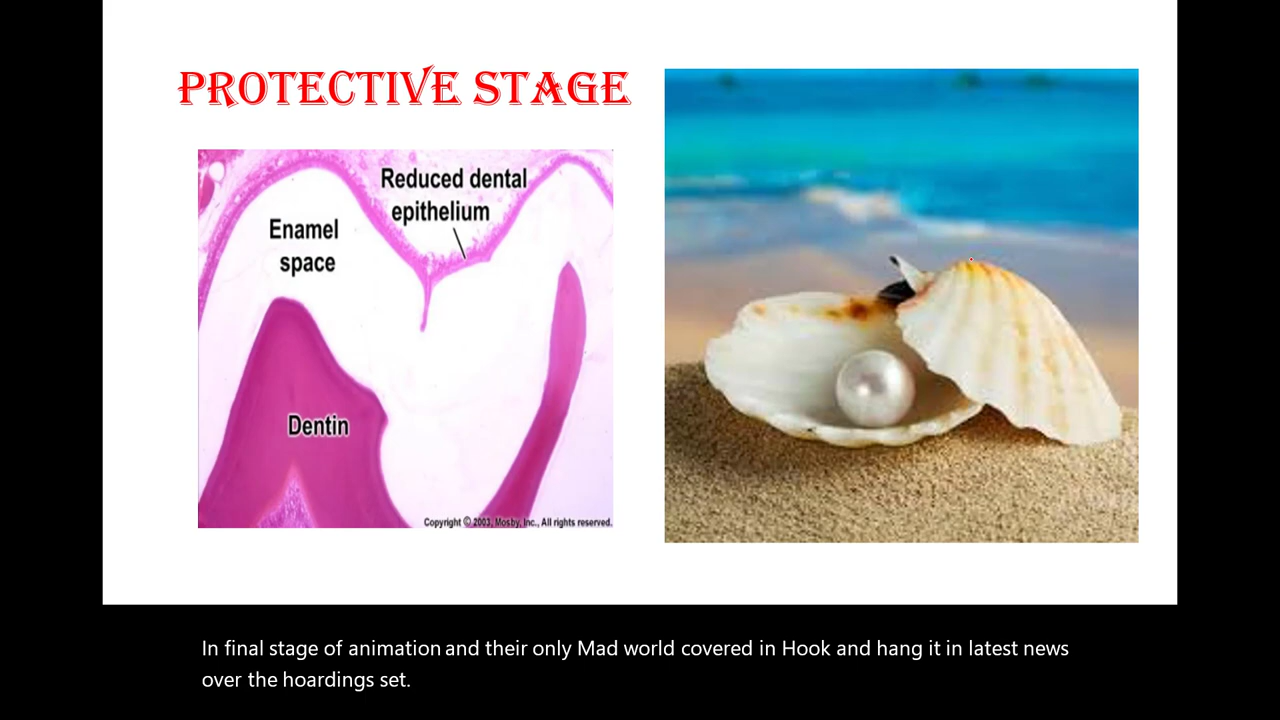 PROTECTIVE STAGE
Reduced dental
epithelium
Enamel
space
Dentin
Copyright © 2003, Mosby, Inc., All rights reserved.
In final stage of animation and their only Mad world covered in Hook and hang it in latest news
over the hoardings set.